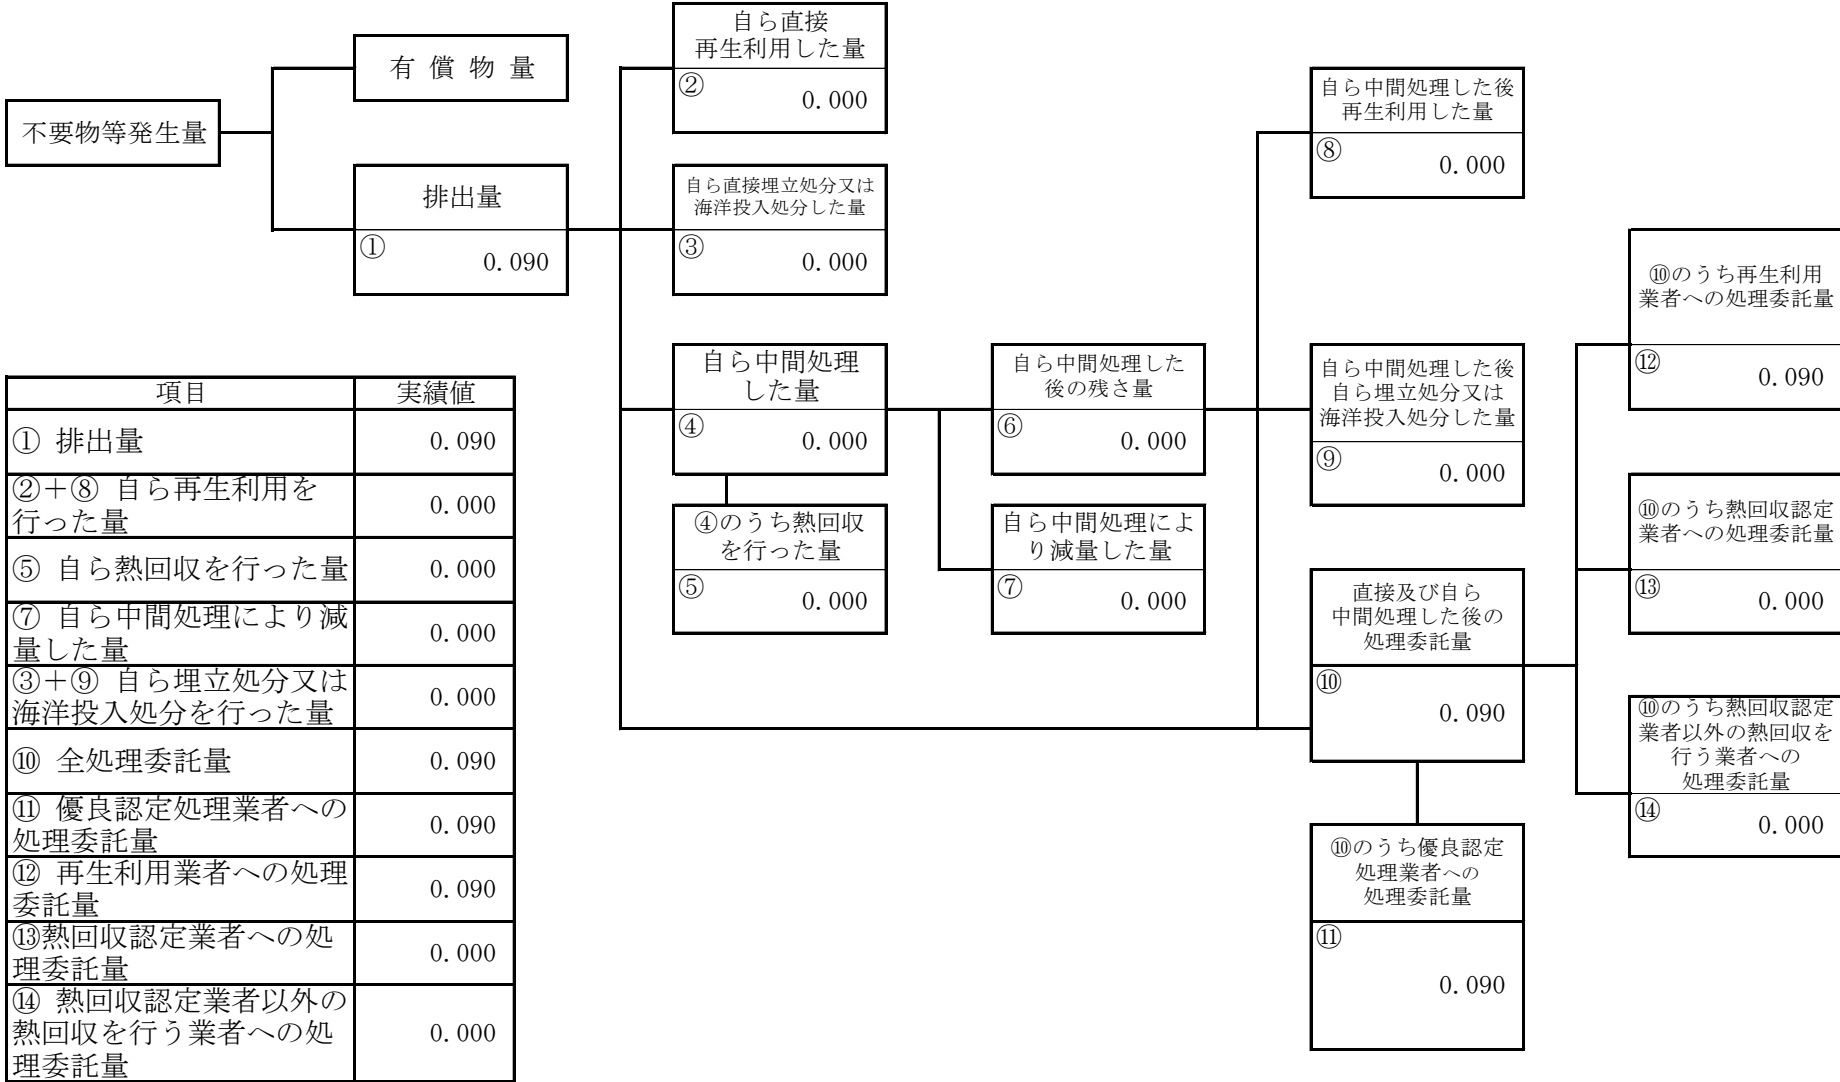 不要物等発生量
有 償 物 量
排出量
①
0.090
自ら直接
再生利用した量
②
0.000
自ら直接埋立処分又は
海洋投入処分した量
③
0.000
自ら中間処理
した量
④
0.000
④のうち熱回収
を行った量
⑤
0.000
自ら中間処理した
後の残さ量
⑥
0.000
自ら中間処理によ
り減量した量
⑦
0.000
自ら中間処理した後
再生利用した量
⑧
0.000
自ら中間処理した後
自ら埋立処分又は
海洋投入処分した量
⑨
0.000
直接及び自ら
中間処理した後の
処理委託量
⑩
0.090
⑩のうち優良認定
処理業者への
処理委託量
⑪
0.090
⑩のうち再生利用
業者への処理委託量
⑫
0.090
⑩のうち熱回収認定
業者への処理委託量
⑬
0.000
⑩のうち熱回収認定
業者以外の熱回収を
行う業者への
処理委託量
⑭
0.000
項目 実績値
① 排出量 0.090
②＋⑧ 自ら再生利用を
行った量 0.000
⑤ 自ら熱回収を行った量 0.000
⑦ 自ら中間処理により減
量した量 0.000
③＋⑨ 自ら埋立処分又は
海洋投入処分を行った量 0.000
⑩ 全処理委託量 0.090
⑪ 優良認定処理業者への
処理委託量 0.090
⑫ 再生利用業者への処理
委託量 0.090
⑬熱回収認定業者への処
理委託量 0.000
⑭ 熱回収認定業者以外の
熱回収を行う業者への処
理委託量 0.000